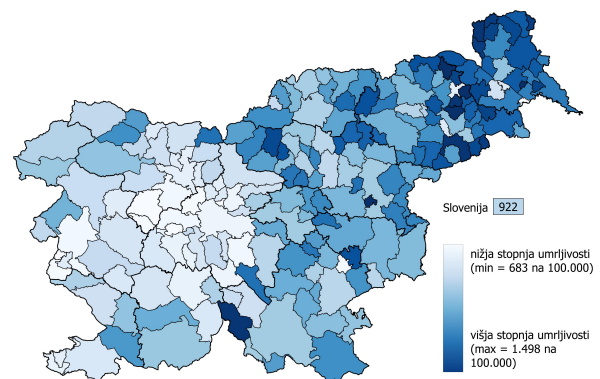 Slovenija 922
nižja stopnja umrljivosti
(min = 683 na 100.000)
višja stopnja umrljivosti
(max = 1.498 na
100.000)